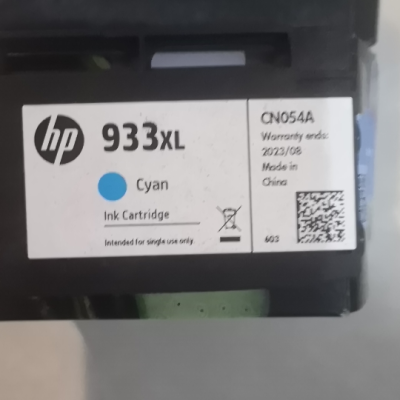 hp
933XL
Cyan
Ink Cartridge
Intended for single use only
CN054A
Warranty ends:
2023/08
Made in
China
603